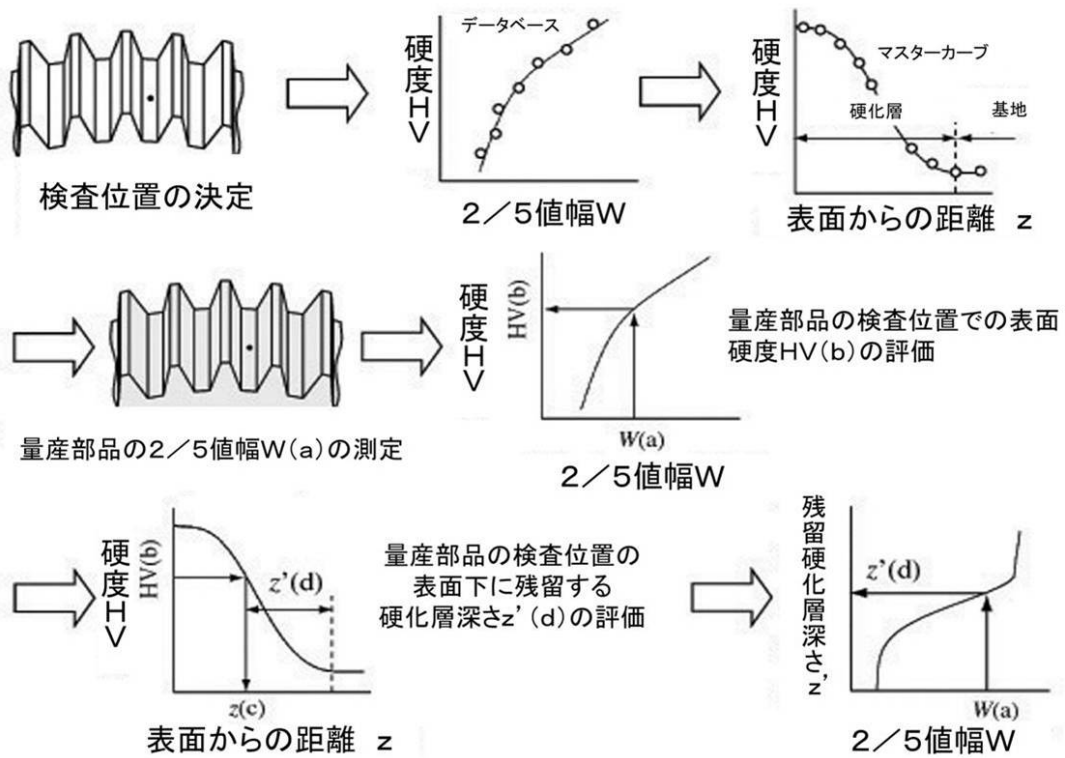 検査位置の決定
硬度HV
データベース
2/5値幅W
硬度HV
マスターカーブ
硬化層
基地
表面からの距離 z
量産部品の2/5値幅W(a)の測定
硬度HV
HV(b)
W(a)
2/5値幅W
量産部品の検査位置での表面
硬度HV(b)の評価
硬度HV
HV(b)
z'(d)
z(c)
表面からの距離 z
量産部品の検査位置の
表面下に残留する
硬化層深さz'(d)の評価
残留硬化層深さz'
z'(d)
W(a)
2/5値幅W